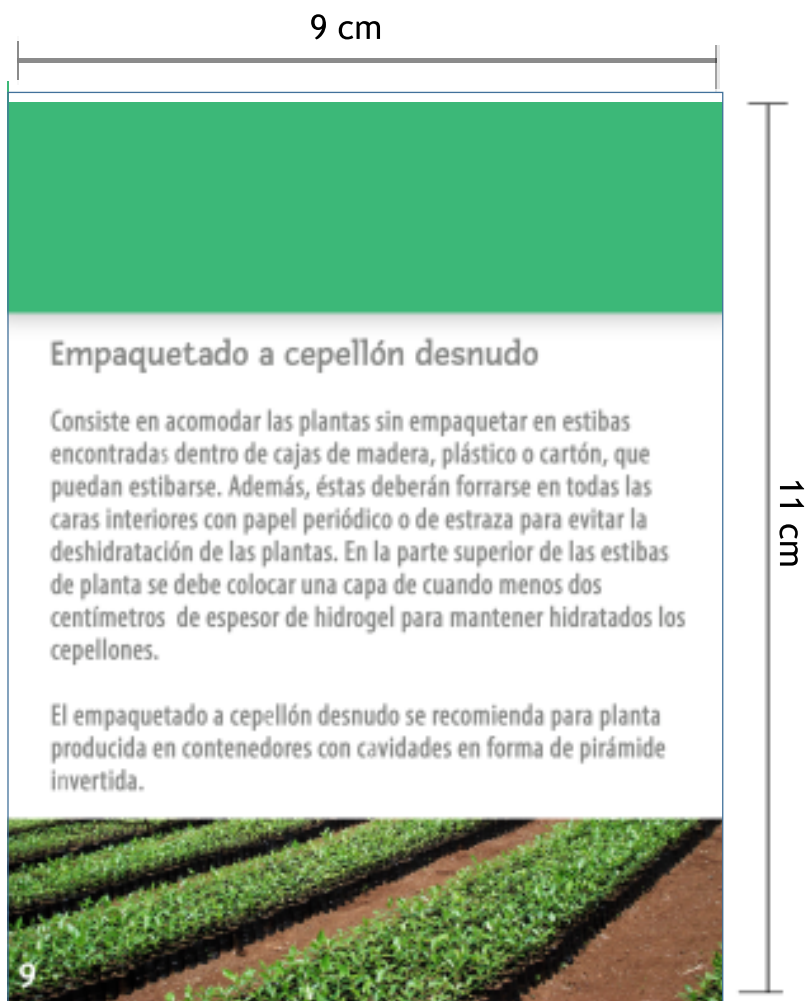 9 cm
11 cm
Empaquetado a cepellón desnudo
Consiste en acomodar las plantas sin empaquetar en estibas
encontradas dentro de cajas de madera, plástico o cartón, que
puedan estibarse. Además, éstas deberán forrarse en todas las
caras interiores con papel periódico o de estraza para evitar la
deshidratación de las plantas. En la parte superior de las estibas
de planta se debe colocar una capa de cuando menos dos
centímetros  de espesor de hidrogel para mantener hidratados los
cepellones.
El empaquetado a cepellón desnudo se recomienda para planta
producida en contenedores con cavidades en forma de pirámide
invertida.
9